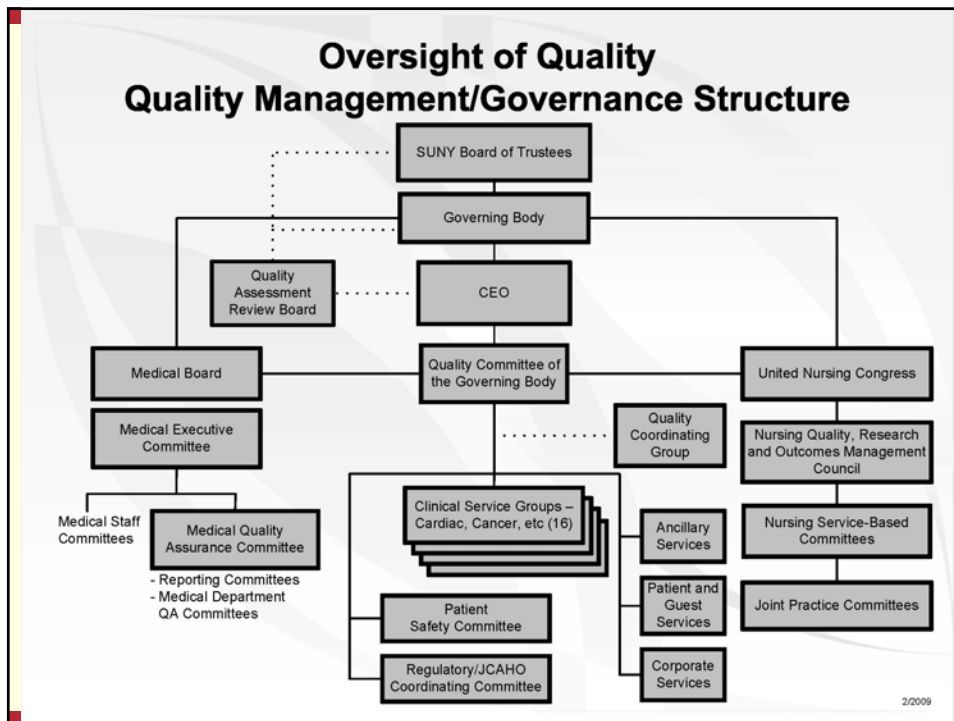 Oversight of Quality
Quality Management/Governance Structure
SUNY Board of Trustees
Governing Body
Quality
Assessment
Review Board
CEO
Medical Board
Quality Committee of
the Governing Body
United Nursing Congress
Medical Executive
Committee
Quality
Coordinating
Group
Nursing Quality, Research
and Outcomes Management
Council
Medical Staff
Committees
Medical Quality
Assurance Committee
- Reporting Committees
- Medical Department
QA Committees
Clinical Service Groups –
Cardiac, Cancer, etc (16)
Ancillary
Services
Nursing Service-Based
Committees
Patient
Safety Committee
Patient and
Guest
Services
Joint Practice Committees
Regulatory/JCAHO
Coordinating Committee
Corporate
Services
2/2009